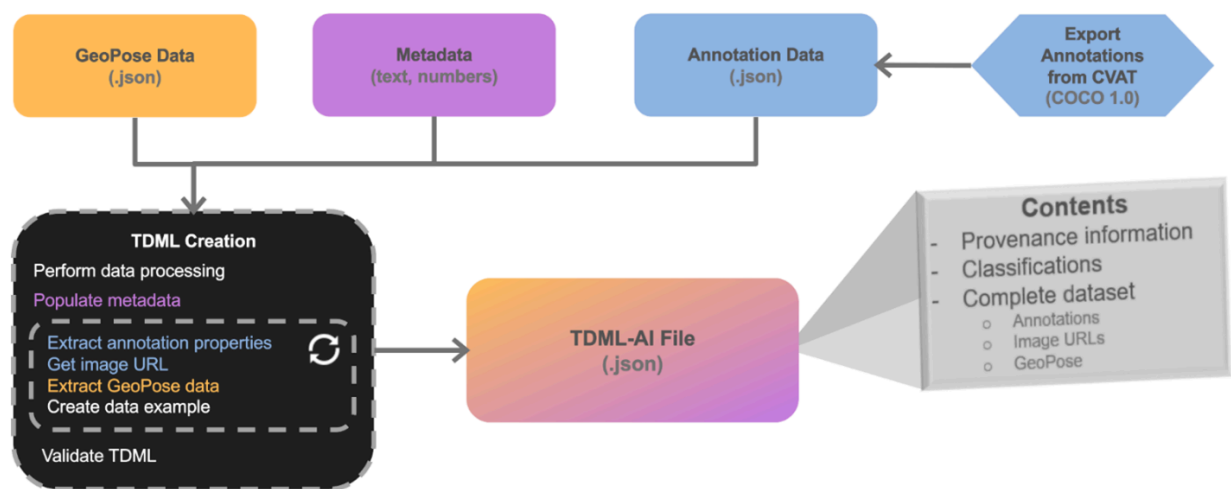 GeoPose Data
(.json)
Metadata
(text, numbers)
Annotation Data
(.json)
Export
Annotations
from CVAT
(COCO 1.0)
TDML Creation
Perform data processing
Populate metadata
Extract annotation properties
Get image URL
Extract GeoPose data
Create data example
Validate TDML
TDML-AI File
(.json)
Contents
- Provenance information
- Classifications
- Complete dataset
o Annotations
o Image URLs
o GeoPose